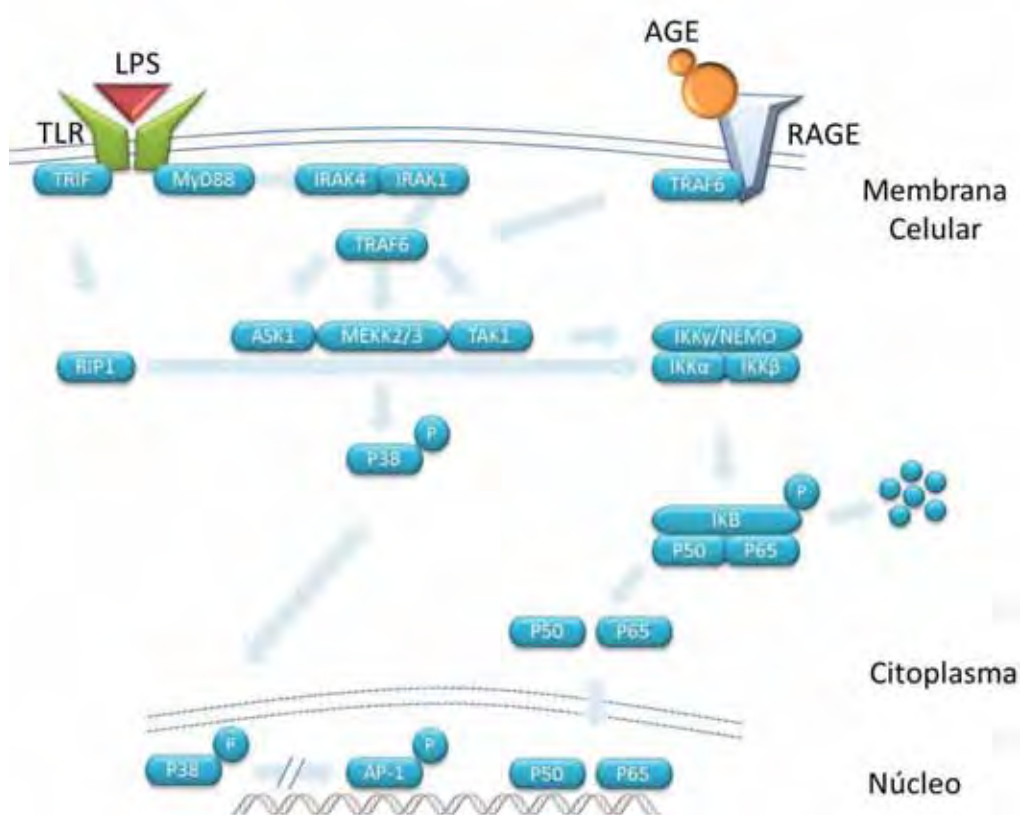 AGE
LPS
TLR
RAGE
TRIF
MyD88
IRAK4
IRAK1
TRAF6
Membrana
Celular
TRAF6
ASK1
MEKK2/3
TAK1
IKKγ/NEMO
RIP1
IKKα
IKKβ
P
P38
P
IKB
P50
P65
P50
P65
Citoplasma
P
P
P38
AP-1
P50
P65
Núcleo